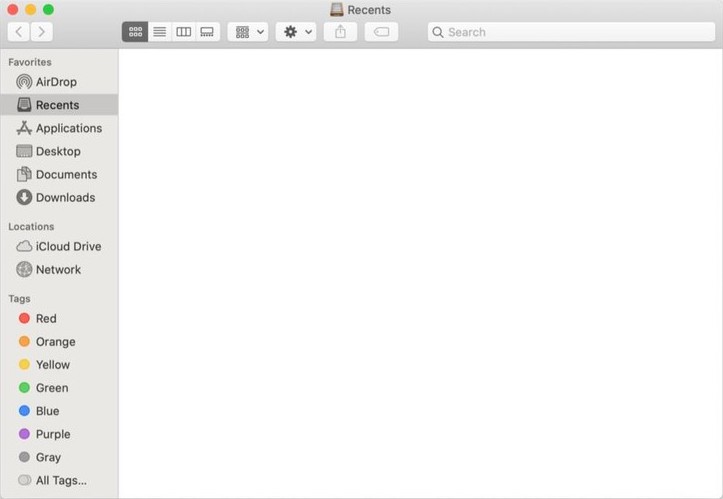 Recents
Search
Favorites
AirDrop
Recents
Applications
Desktop
Documents
Downloads
Locations
iCloud Drive
Network
Tags
Red
Orange
Yellow
Green
Blue
Purple
Gray
All Tags...